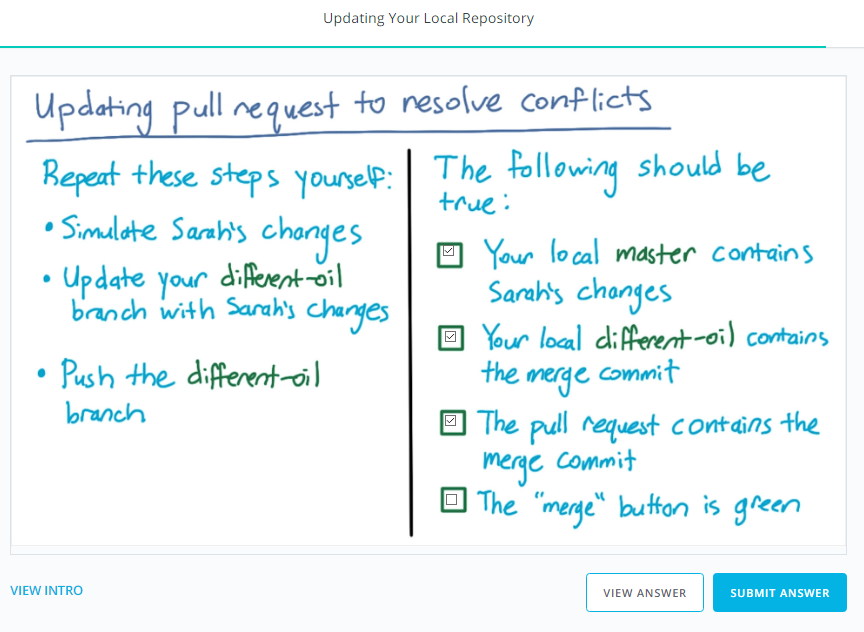 Updating Your Local Repository
Updating pull request to resolve conflicts
Repeat these steps yourself:
• Simulate Sarah's changes
• Update your different-oil
branch with Sarah's changes
• Push the different-oil
branch
The following should be
true:
Your local master contains
Sarah's changes
Your local different-oil contains
the merge commit
The pull request contains the
merge commit
The "merge" button is green
VIEW INTRO
VIEW ANSWER
SUBMIT ANSWER